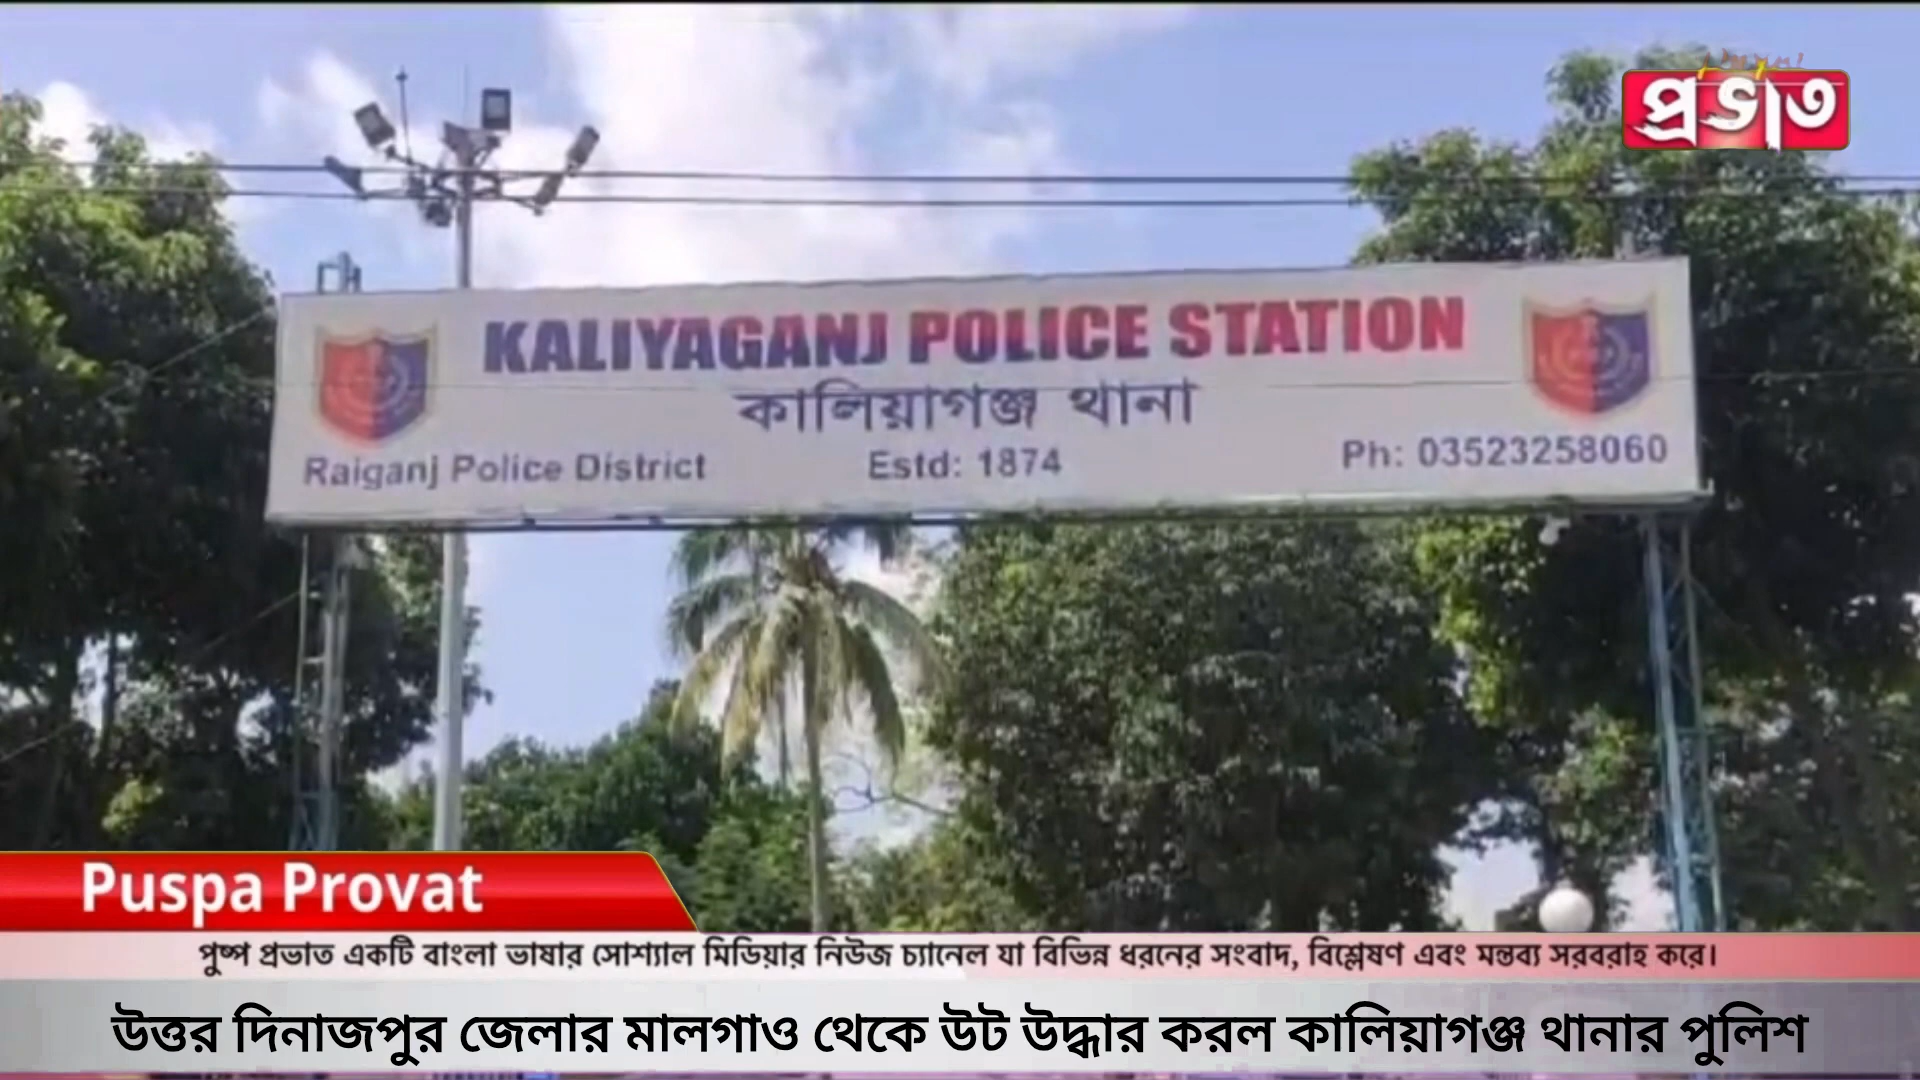 প্রভাত
KALIYAGANJ POLICE STATION
কালিয়াগঞ্জ থানা
Raiganj Police District Estd: 1874 Ph: 03523258060
Puspa Provat
পুষ্প প্রভাত একটি বাংলা ভাষার সোশ্যাল মিডিয়ার নিউজ চ্যানেল যা বিভিন্ন ধরনের সংবাদ, বিশ্লেষণ এবং মন্তব্য সরবরাহ করে।
উত্তর দিনাজপুর জেলার মালগাও থেকে উট উদ্ধার করল কালিয়াগঞ্জ থানার পুলিশ